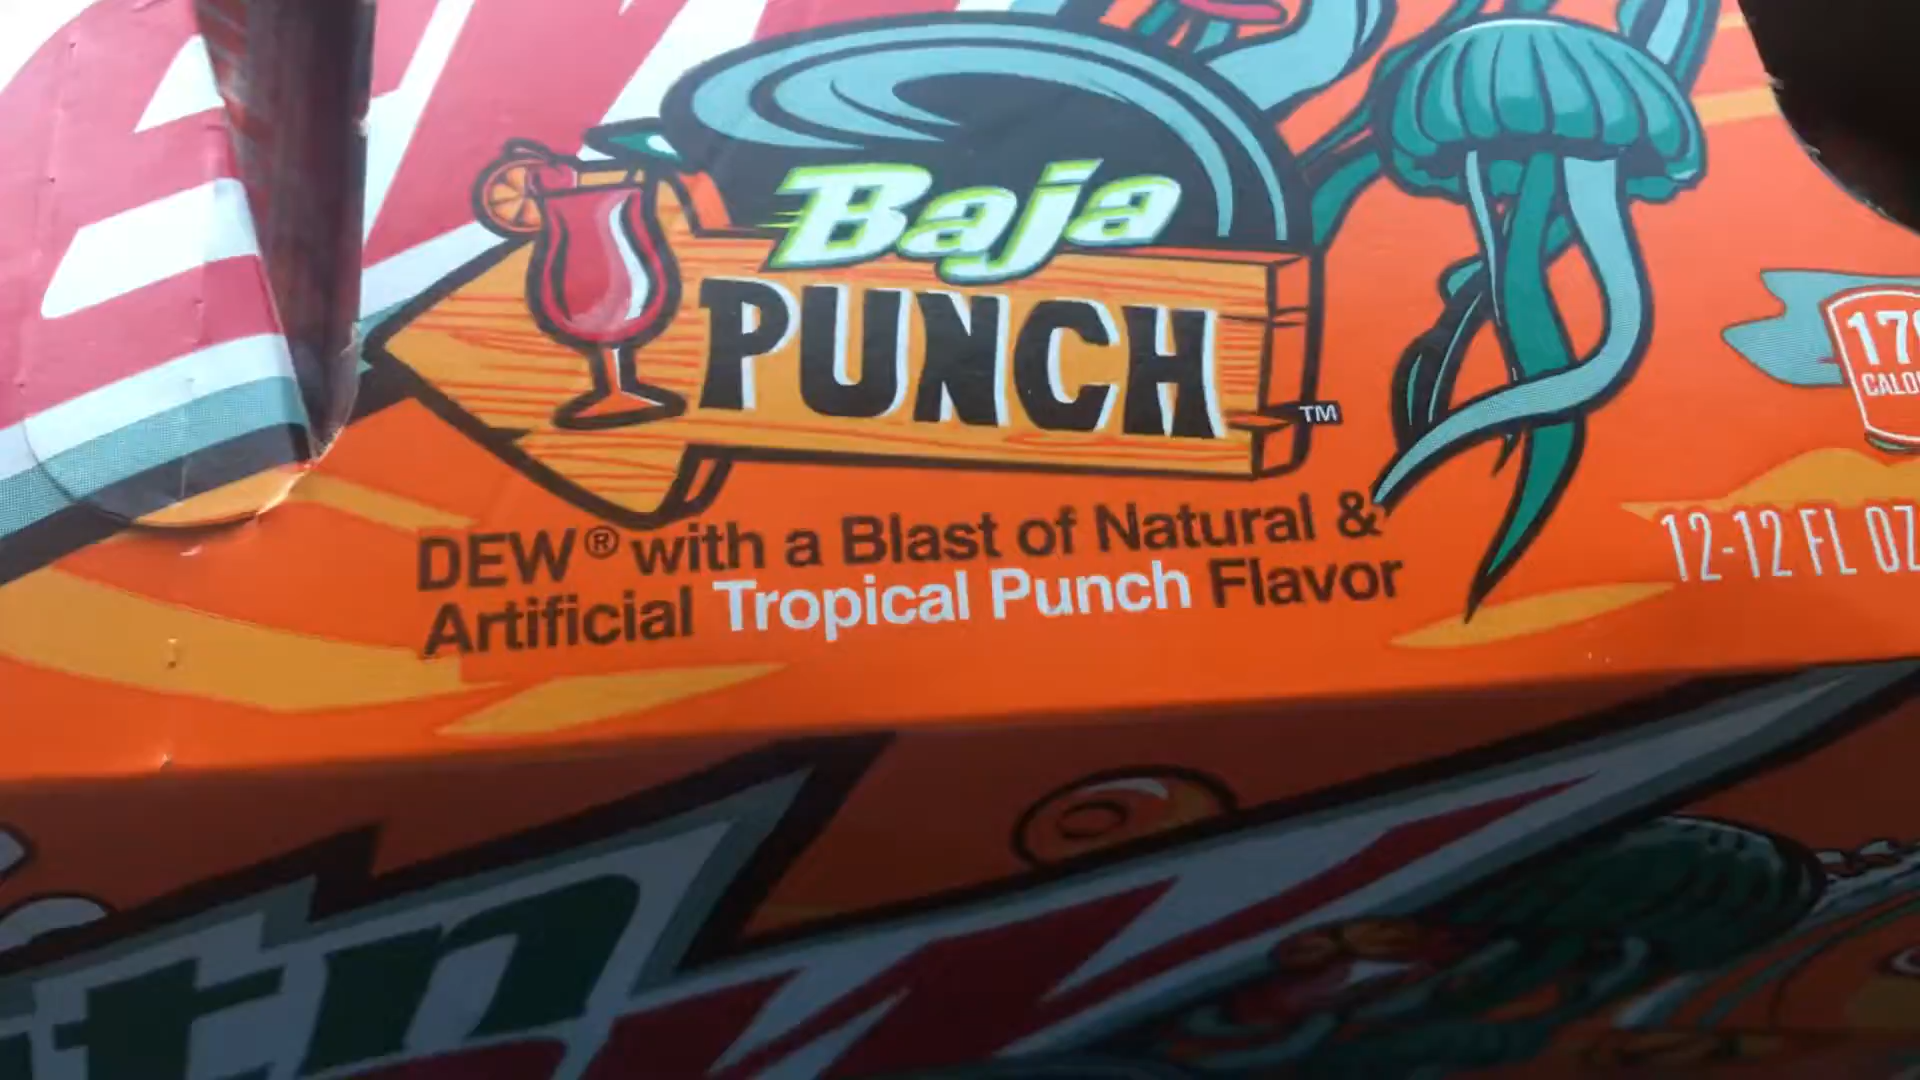 Baja
PUNCH
TM
DEW® with a Blast of Natural &
Artificial Tropical Punch Flavor
12-12 FL OZ